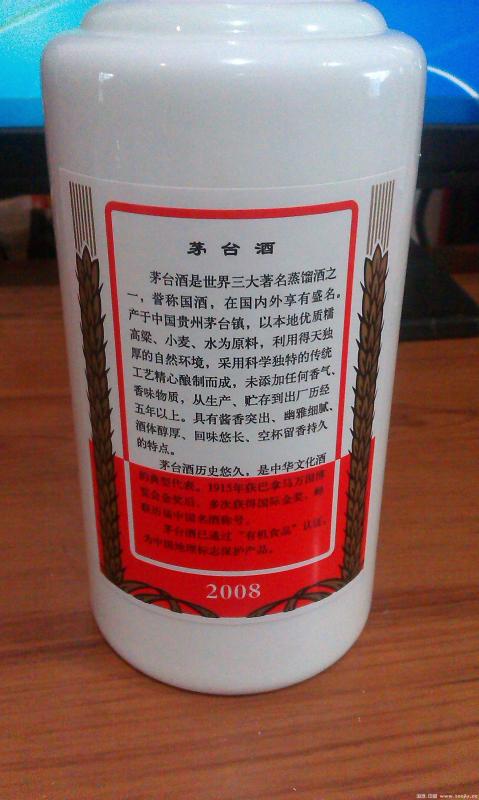 茅台酒
茅台酒是世界三大著名蒸馏酒之
一，誉称国酒，在国内外享有盛名。
产于中国贵州茅台镇，以本地优质糯
高粱、小麦、水为原料，利用得天独
厚的自然环境，采用科学独特的传统
工艺精心酿制而成，未添加任何香气、
香味物质，从生产、贮存到出厂历经
五年以上。具有酱香突出、幽雅细腻、
酒体醇厚、回味悠长、空杯留香持久
的特点。
茅台酒历史悠久，是中华文化酒
的典型代表。1915年获巴拿马万国博
览会金奖后，多次获得国际金奖，蝉
联历届中国名酒称号。
茅台酒已通过“有机食品”认证，
为中国地理标志保护产品。
2008